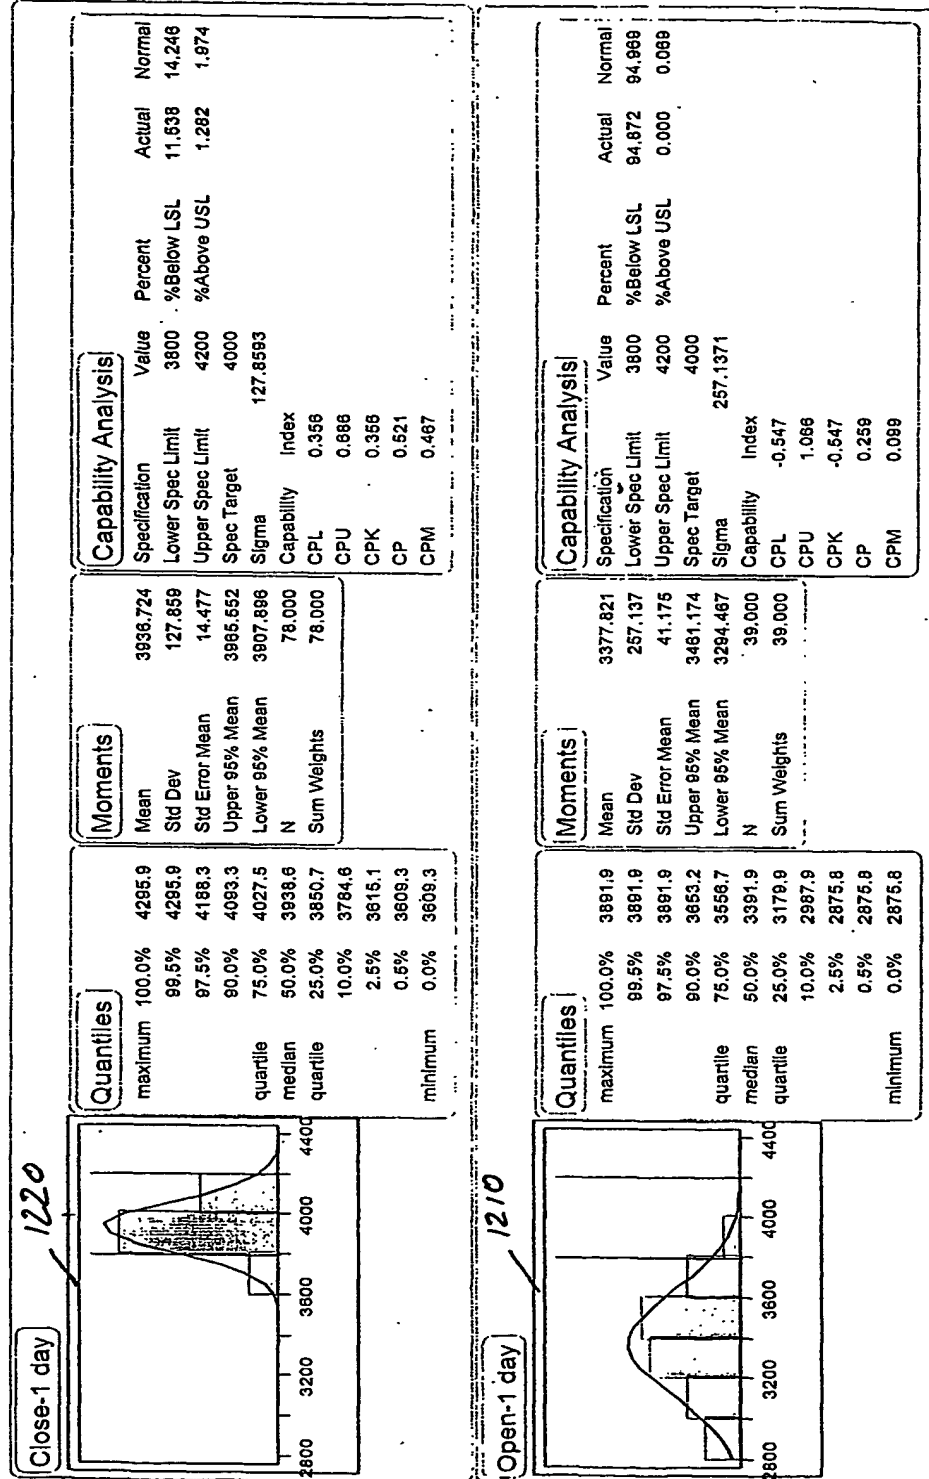 Close-1 day
1220
2800 3200 3600 4000 4400
Quantiles
maximum 100.0% 4295.9
99.5% 4295.9
97.5% 4188.3
90.0% 4093.3
quartile 75.0% 4027.5
median 50.0% 3938.6
quartile 25.0% 3850.7
10.0% 3784.6
2.5% 3615.1
0.5% 3609.3
minimum 0.0% 3609.3
Moments
Mean 3936.724
Std Dev 127.859
Std Error Mean 14.477
Upper 95% Mean 3965.552
Lower 95% Mean 3907.896
N 78.000
Sum Weights 78.000
Capability Analysis
Specification Value Percent Actual Normal
Lower Spec Limit 3800 %Below LSL 11.538 14.246
Upper Spec Limit 4200 %Above USL 1.282 1.974
Spec Target 4000
Sigma 127.8593
Capability Index
CPL 0.356
CPU 0.686
CPK 0.356
CP 0.521
CPM 0.467
Open-1 day
1210
2800 3200 3600 4000 4400
Quantiles
maximum 100.0% 3891.9
99.5% 3891.9
97.5% 3891.9
90.0% 3653.2
quartile 75.0% 3556.7
median 50.0% 3391.9
quartile 25.0% 3179.9
10.0% 2987.9
2.5% 2875.8
0.5% 2875.8
minimum 0.0% 2875.8
Moments
Mean 3377.821
Std Dev 257.137
Std Error Mean 41.175
Upper 95% Mean 3461.174
Lower 95% Mean 3294.467
N 39.000
Sum Weights 39.000
Capability Analysis
Specification Value Percent Actual Normal
Lower Spec Limit 3800 %Below LSL 94.872 94.969
Upper Spec Limit 4200 %Above USL 0.000 0.069
Spec Target 4000
Sigma 257.1371
Capability Index
CPL -0.547
CPU 1.066
CPK -0.547
CP 0.259
CPM 0.099